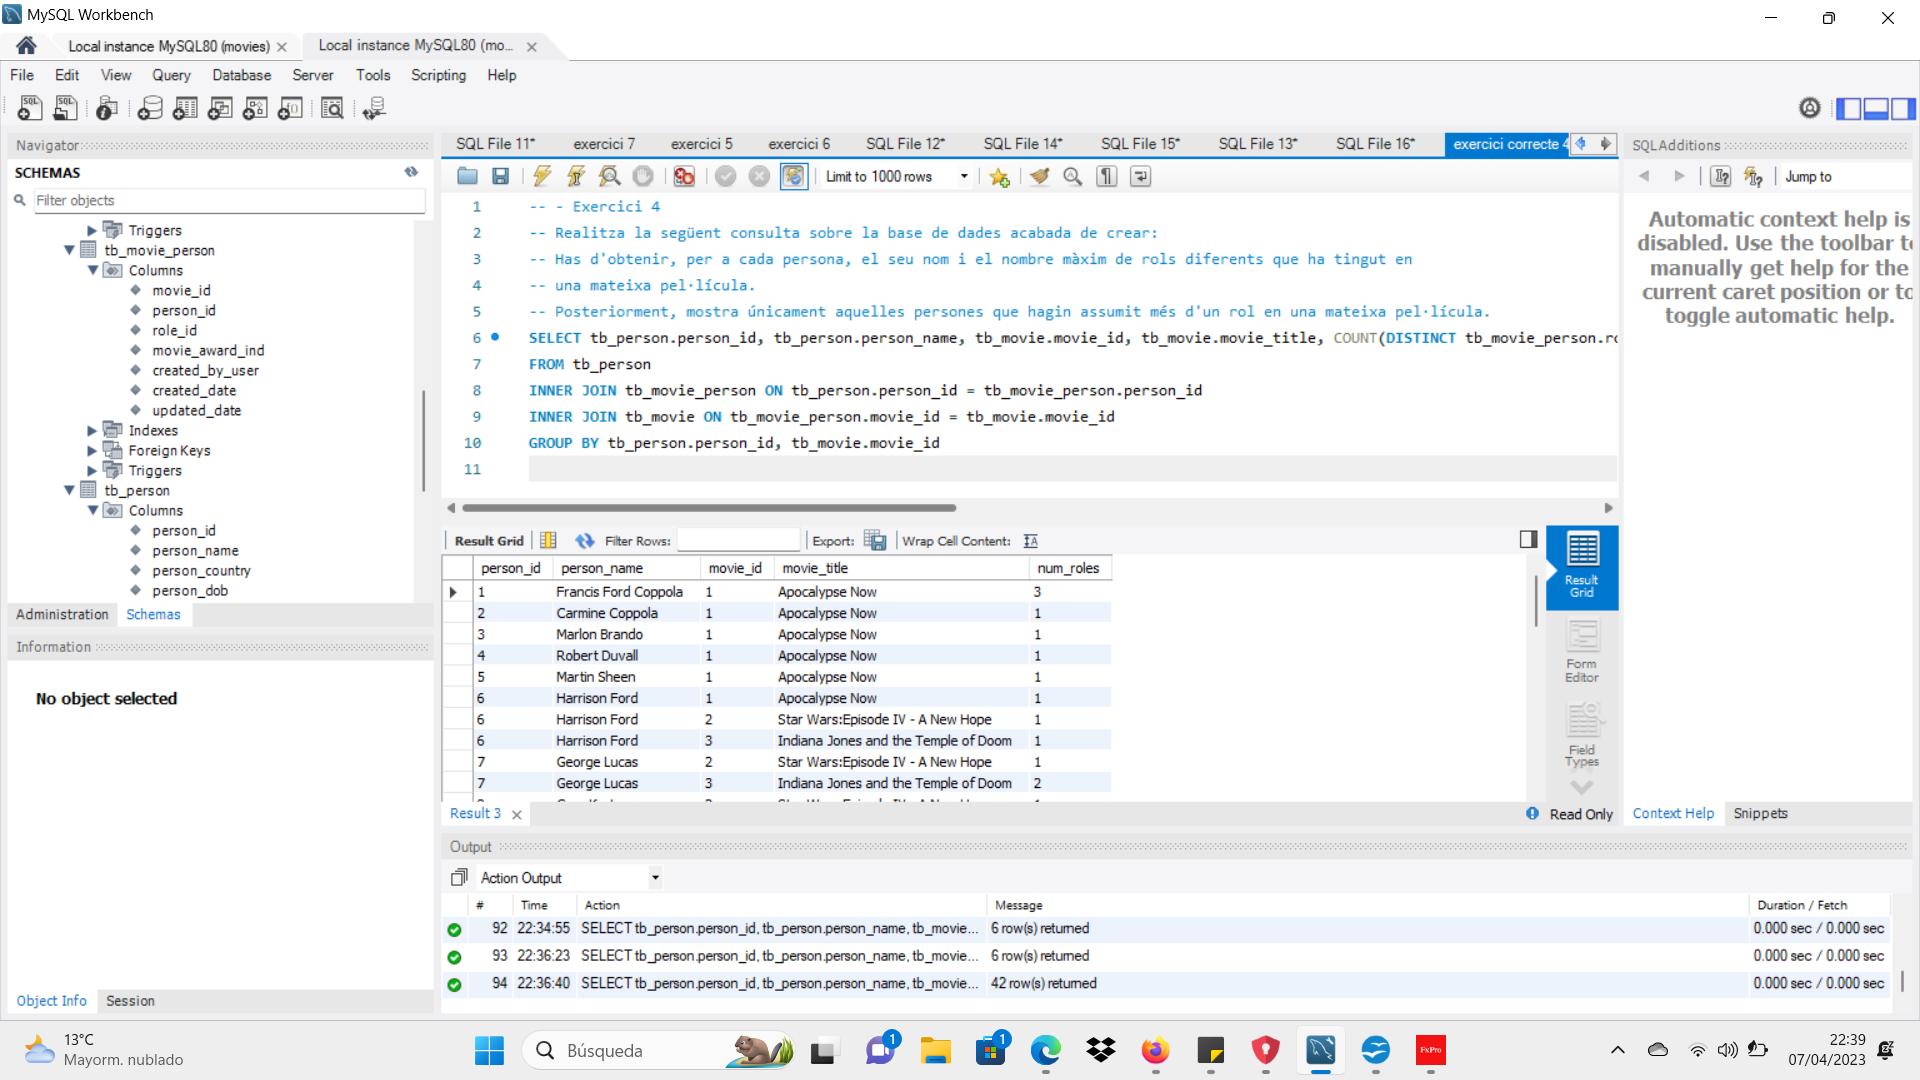 MySQL Workbench
Local instance MySQL80 (movies)
Local instance MySQL80 (mo...
File Edit View Query Database Server Tools Scripting Help
Navigator
SCHEMAS
Filter objects
Triggers
tb_movie_person
Columns
movie_id
person_id
role_id
movie_award_ind
created_by_user
created_date
updated_date
Indexes
Foreign Keys
Triggers
tb_person
Columns
person_id
person_name
person_country
person_dob
Administration Schemas
Information
No object selected
Object Info Session
SQL File 11* exercici 7 exercici 5 exercici 6 SQL File 12* SQL File 14* SQL File 15* SQL File 13* SQL File 16* exercici correcte 4
Limit to 1000 rows
1 -- - Exercici 4
2 -- Realitza la següent consulta sobre la base de dades acabada de crear:
3 -- Has d'obtenir, per a cada persona, el seu nom i el nombre màxim de rols diferents que ha tingut en
4 -- una mateixa pel·lícula.
5 -- Posteriorment, mostra únicament aquelles persones que hagin assumit més d'un rol en una mateixa pel·lícula.
6 SELECT tb_person.person_id, tb_person.person_name, tb_movie.movie_id, tb_movie.movie_title, COUNT(DISTINCT tb_movie_person.ro
7 FROM tb_person
8 INNER JOIN tb_movie_person ON tb_person.person_id = tb_movie_person.person_id
9 INNER JOIN tb_movie ON tb_movie_person.movie_id = tb_movie.movie_id
10 GROUP BY tb_person.person_id, tb_movie.movie_id
11
Result Grid Filter Rows: Export: Wrap Cell Content:
person_id person_name movie_id movie_title num_roles
1 Francis Ford Coppola 1 Apocalypse Now 3
2 Carmine Coppola 1 Apocalypse Now 1
3 Marlon Brando 1 Apocalypse Now 1
4 Robert Duvall 1 Apocalypse Now 1
5 Martin Sheen 1 Apocalypse Now 1
6 Harrison Ford 1 Apocalypse Now 1
6 Harrison Ford 2 Star Wars:Episode IV - A New Hope 1
6 Harrison Ford 3 Indiana Jones and the Temple of Doom 1
7 George Lucas 2 Star Wars:Episode IV - A New Hope 1
7 George Lucas 3 Indiana Jones and the Temple of Doom 2
Result
Grid
Form
Editor
Field
Types
Result 3
Read Only
SQLAdditions
Jump to
Automatic context help is
disabled. Use the toolbar to
manually get help for the
current caret position or to
toggle automatic help.
Context Help Snippets
Output
Action Output
# Time Action Message Duration / Fetch
92 22:34:55 SELECT tb_person.person_id, tb_person.person_name, tb_movie... 6 row(s) returned 0.000 sec / 0.000 sec
93 22:36:23 SELECT tb_person.person_id, tb_person.person_name, tb_movie... 6 row(s) returned 0.000 sec / 0.000 sec
94 22:36:40 SELECT tb_person.person_id, tb_person.person_name, tb_movie... 42 row(s) returned 0.000 sec / 0.000 sec
13°C
Mayorm. nublado
Búsqueda
1
1
FxPro
22:39
07/04/2023